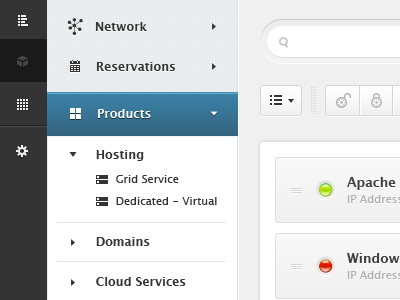 Network
Reservations
Products
Hosting
Grid Service
Dedicated - Virtual
Domains
Cloud Services
Apache
IP Address
Window
IP Address